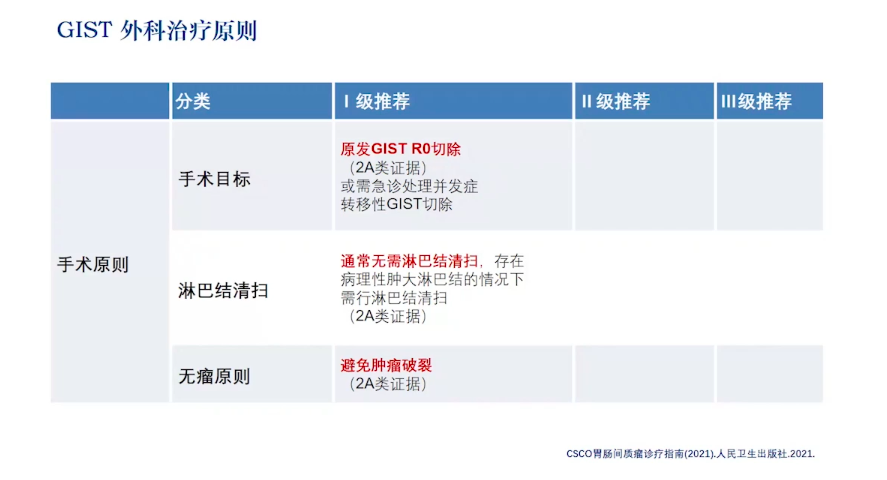 GIST 外科治疗原则
分类
Ⅰ级推荐
Ⅱ级推荐
Ⅲ级推荐
手术原则
手术目标
原发GIST R0切除
（2A类证据）
或需急诊处理并发症
转移性GIST切除
淋巴结清扫
通常无需淋巴结清扫，存在
病理性肿大淋巴结的情况下
需行淋巴结清扫
（2A类证据）
无瘤原则
避免肿瘤破裂
（2A类证据）
CSCO胃肠间质瘤诊疗指南(2021).人民卫生出版社.2021.